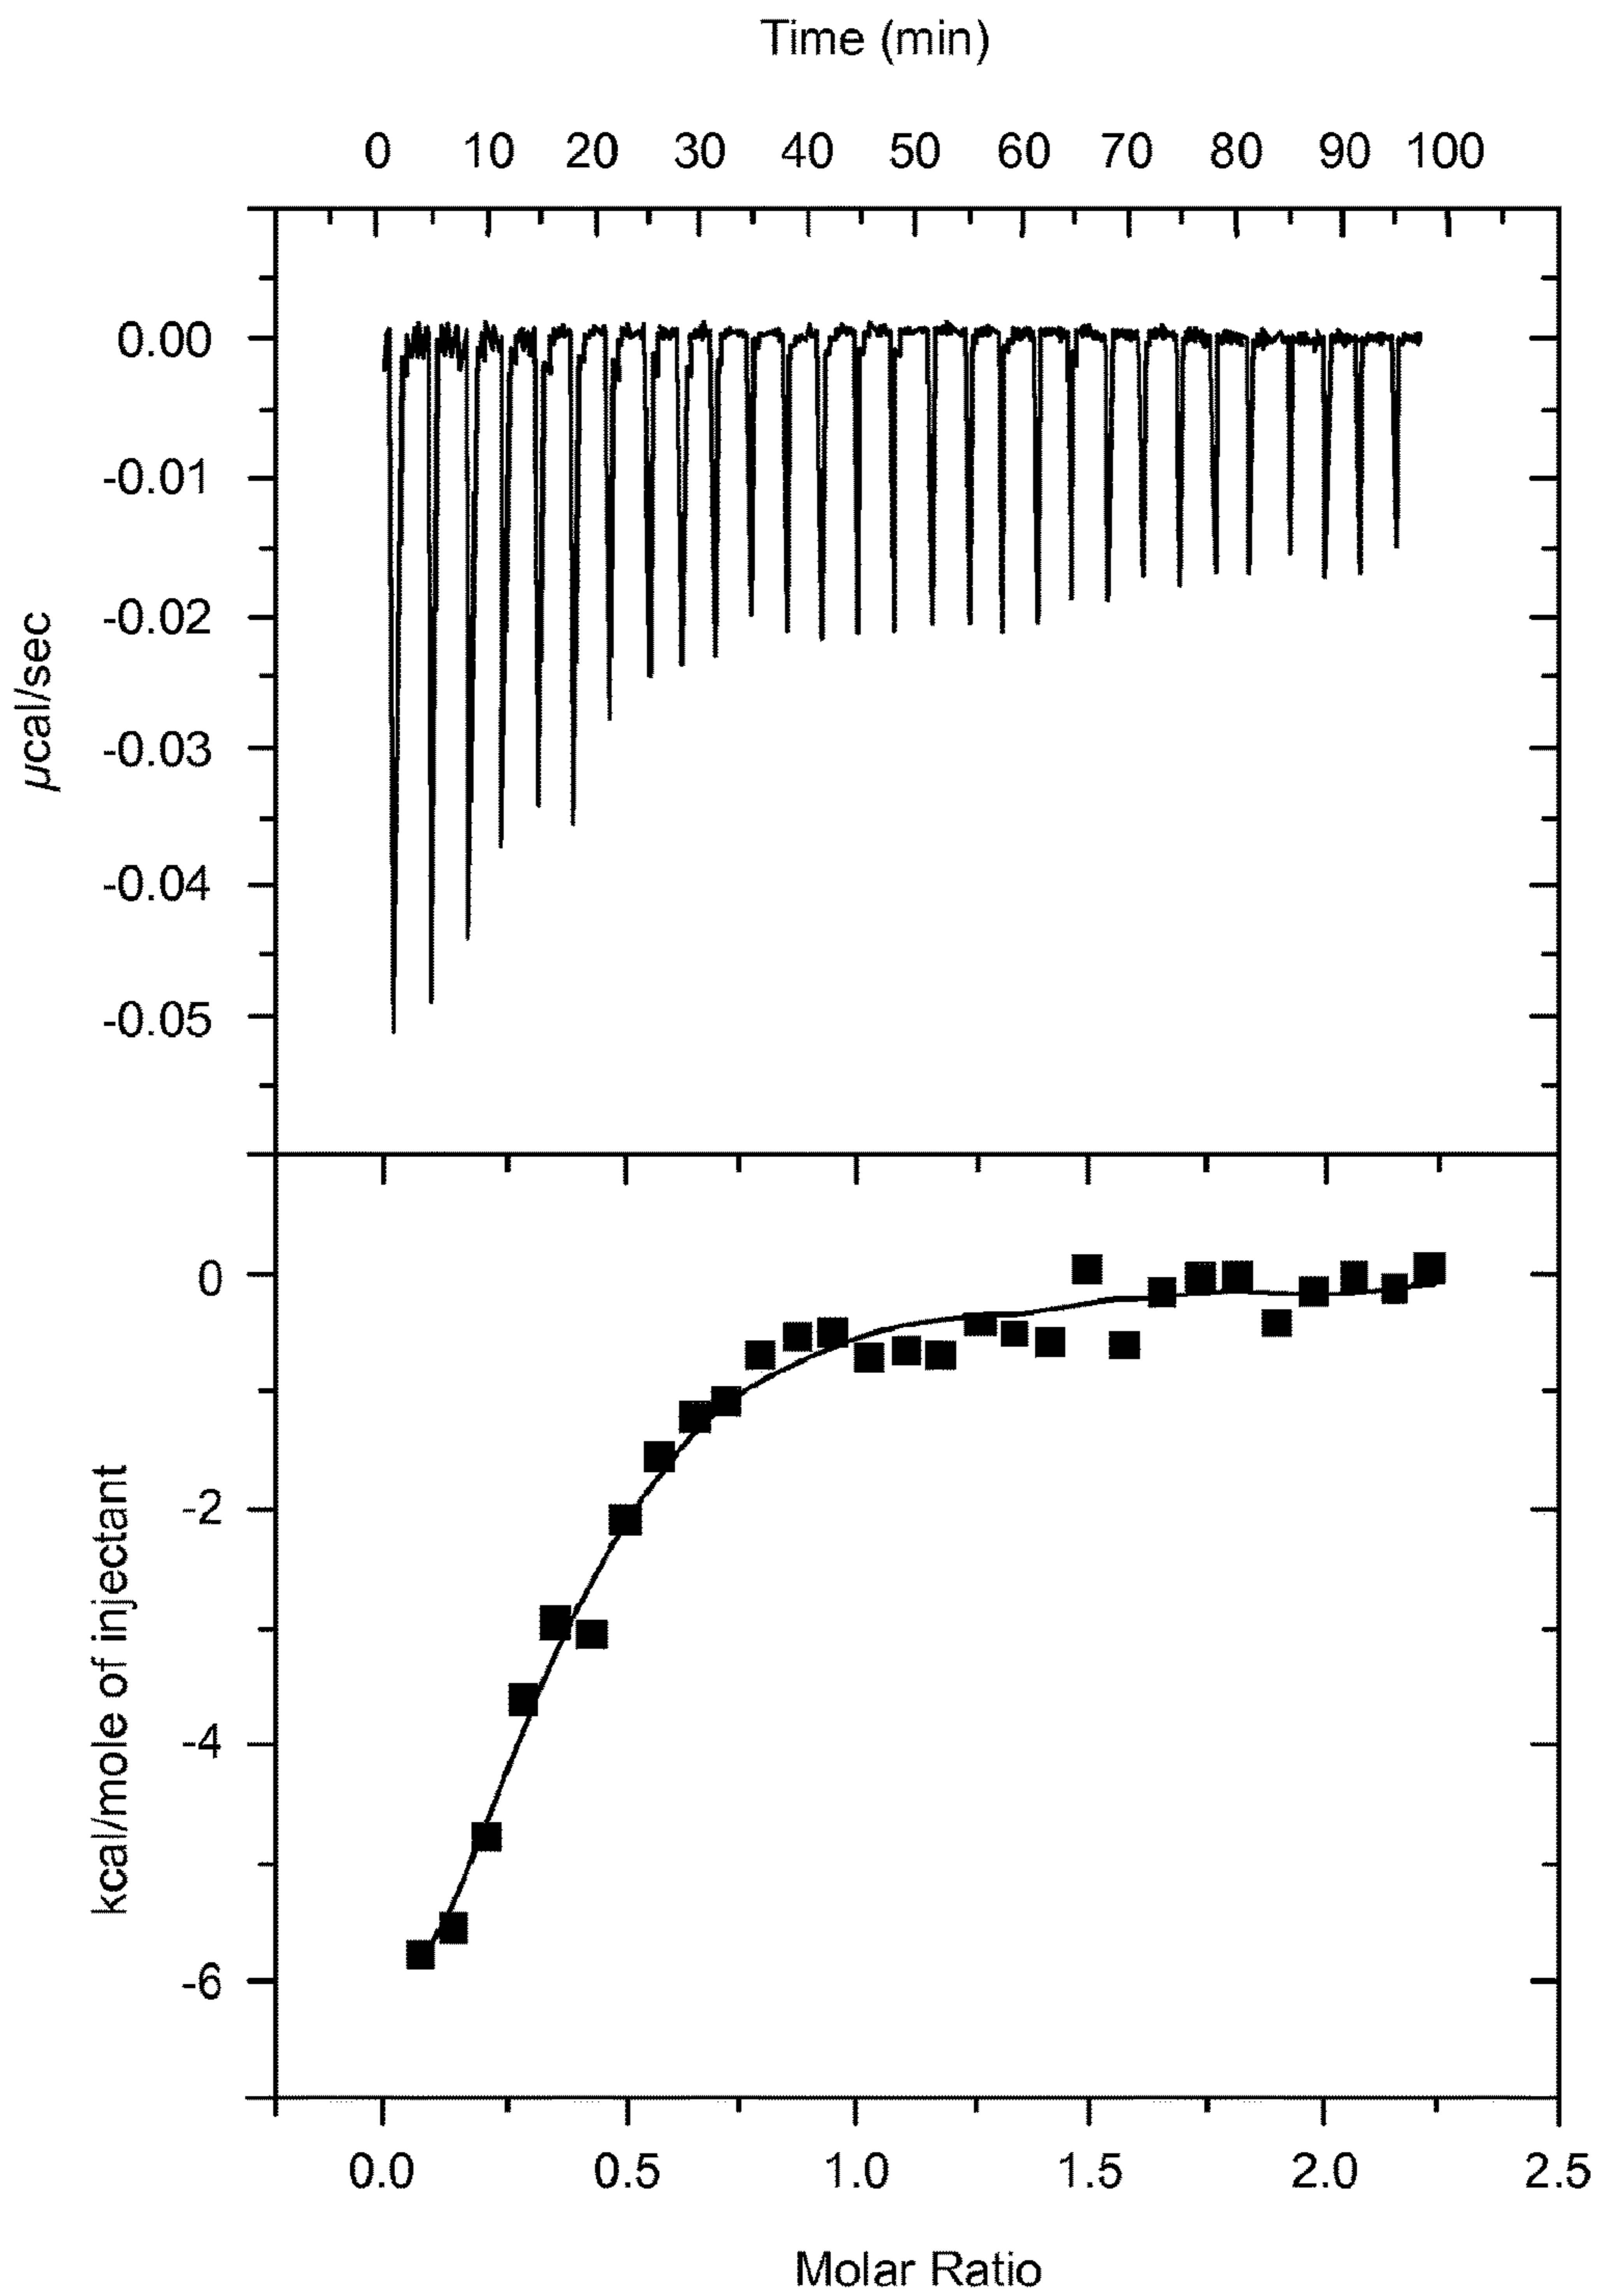 Time (min)
0 10 20 30 40 50 60 70 80 90 100
0.00
-0.01
-0.02
-0.03
-0.04
-0.05
µcal/sec
0
-2
-4
-6
kcal/mole of injectant
0.0 0.5 1.0 1.5 2.0 2.5
Molar Ratio